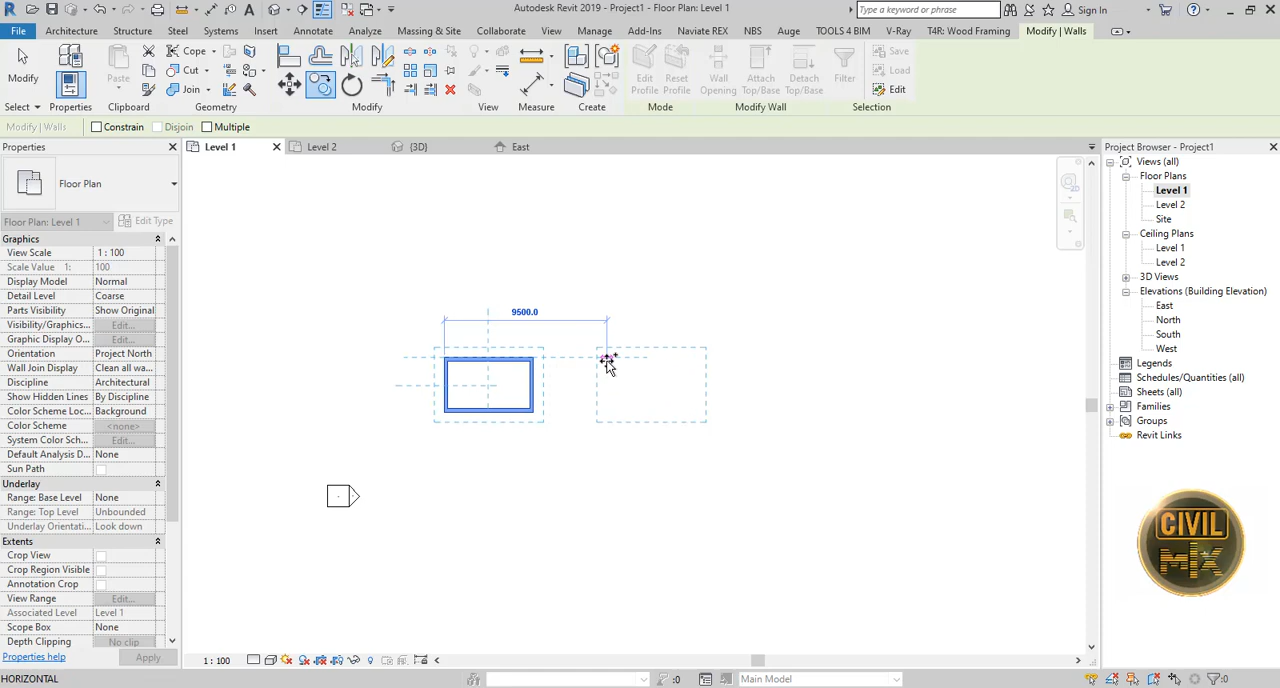 Autodesk Revit 2019 - Project1 - Floor Plan: Level 1
Type a keyword or phrase
Sign In
File
Architecture
Structure
Steel
Systems
Insert
Annotate
Analyze
Massing & Site
Collaborate
View
Manage
Add-Ins
Naviate REX
NBS
Auge
TOOLS 4 BIM
V-Ray
T4R: Wood Framing
Modify | Walls
Modify
Paste
Cope
Cut
Join
Edit Profile
Reset Profile
Wall Opening
Attach Top/Base
Detach Top/Base
Filter
Save
Load
Edit
Select
Properties
Clipboard
Geometry
Modify
View
Measure
Create
Mode
Modify Wall
Selection
Modify | Walls
Constrain
Disjoin
Multiple
Properties
Level 1
Level 2
{3D}
East
Project Browser - Project1
Floor Plan
Floor Plan: Level 1
Edit Type
Graphics
View Scale 1 : 100
Scale Value 1: 100
Display Model Normal
Detail Level Coarse
Parts Visibility Show Original
Visibility/Graphics... Edit...
Graphic Display O... Edit...
Orientation Project North
Wall Join Display Clean all wa...
Discipline Architectural
Show Hidden Lines By Discipline
Color Scheme Loc... Background
Color Scheme <none>
System Color Sch... Edit...
Default Analysis D... None
Sun Path
Underlay
Range: Base Level None
Range: Top Level Unbounded
Underlay Orientati... Look down
Extents
Crop View
Crop Region Visible
Annotation Crop
View Range Edit...
Associated Level Level 1
Scope Box None
Depth Clipping No clip
Properties help
Apply
9500.0
Views (all)
Floor Plans
Level 1
Level 2
Site
Ceiling Plans
Level 1
Level 2
3D Views
Elevations (Building Elevation)
East
North
South
West
Legends
Schedules/Quantities (all)
Sheets (all)
Families
Groups
Revit Links
CIVIL
MIX
1 : 100
HORIZONTAL
:0
Main Model
:0